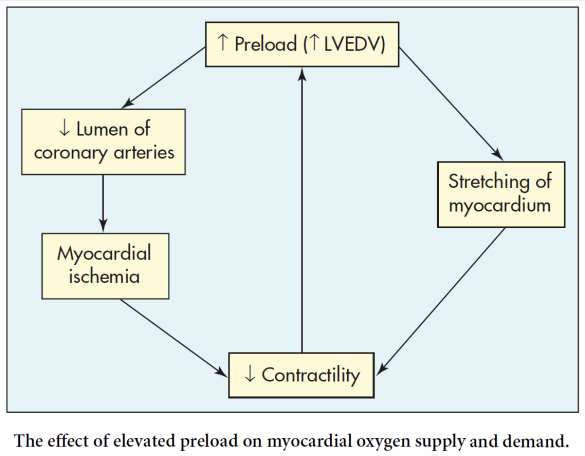 ↑ Preload (↑ LVEDV)
↓ Lumen of
coronary arteries
Stretching of
myocardium
Myocardial
ischemia
↓ Contractility
The effect of elevated preload on myocardial oxygen supply and demand.